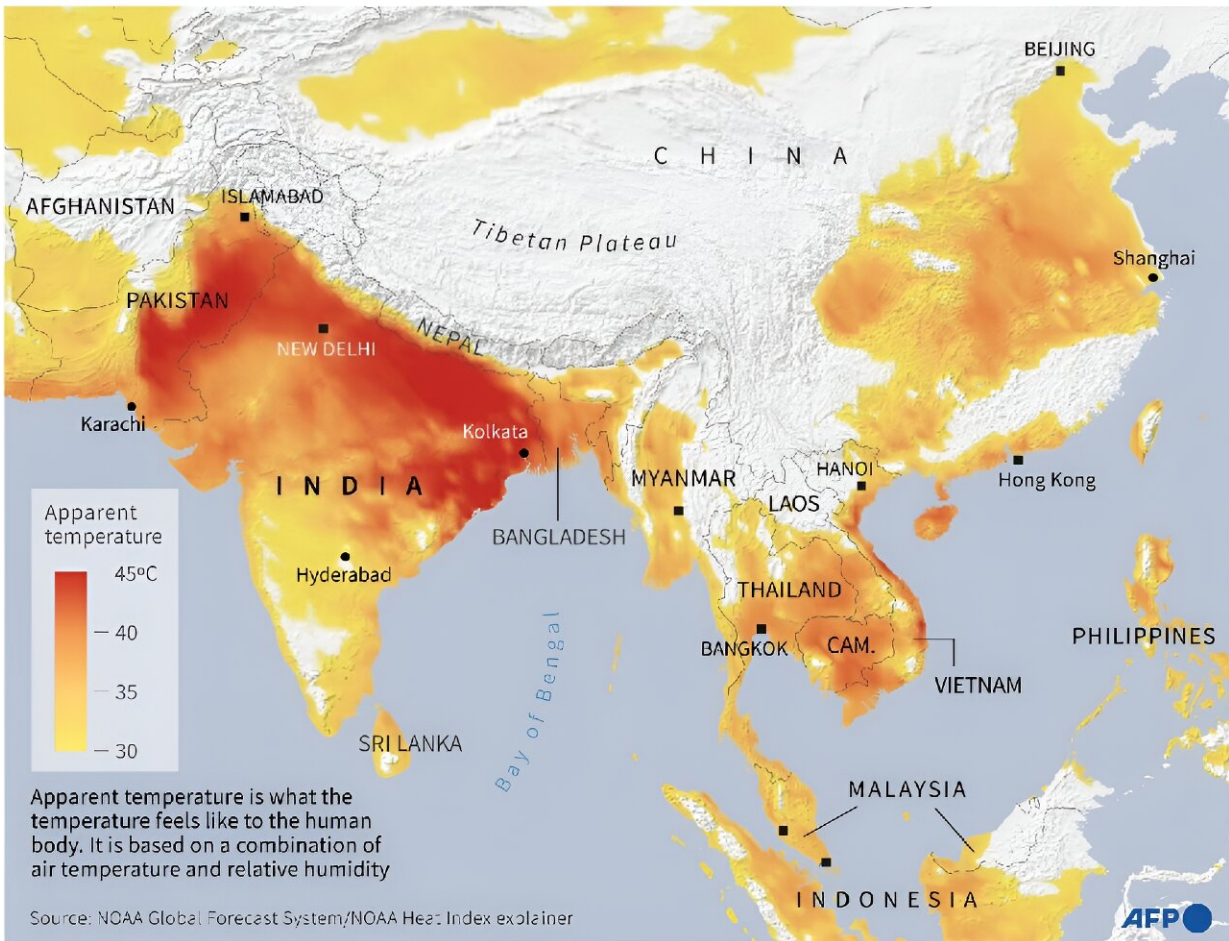 BEIJING
CHINA
ISLAMABAD
AFGHANISTAN
Tibetan Plateau
Shanghai
PAKISTAN
NEPAL
NEW DELHI
Karachi
Kolkata
INDIA
MYANMAR
HANOI
LAOS
Hong Kong
BANGLADESH
Hyderabad
THAILAND
BANGKOK
CAM.
PHILIPPINES
VIETNAM
Bay of Bengal
SRI LANKA
MALAYSIA
INDONESIA
Apparent
temperature
45ºC
40
35
30
Apparent temperature is what the
temperature feels like to the human
body. It is based on a combination of
air temperature and relative humidity
Source: NOAA Global Forecast System/NOAA Heat Index explainer
AFP